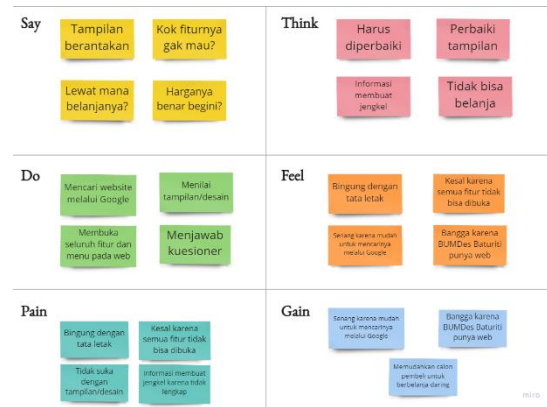 Say
Tampilan
berantakan
Kok fiturnya
gak mau?
Lewat mana
belanjanya?
Harganya
benar begini?
Think
Harus
diperbaiki
Perbaiki
tampilan
Informasi
membuat
jengkel
Tidak bisa
belanja
Do
Mencari website
melalui Google
Menilai
tampilan/desain
Membuka
seluruh fitur dan
menu pada web
Menjawab
kuesioner
Feel
Bingung dengan
tata letak
Kesal karena
semua fitur tidak
bisa dibuka
Senang karena mudah
untuk mencarinya
melalui Google
Bangga karena
BUMDes Baturiti
punya web
Pain
Bingung dengan
tata letak
Kesal karena
semua fitur tidak
bisa dibuka
Tidak suka
dengan
tampilan/desain
Informasi membuat
jengkel karena tidak
lengkap
Gain
Senang karena mudah
untuk mencarinya
melalui Google
Bangga karena
BUMDes Baturiti
punya web
Memudahkan calon
pembeli untuk
berbelanja daring
miro